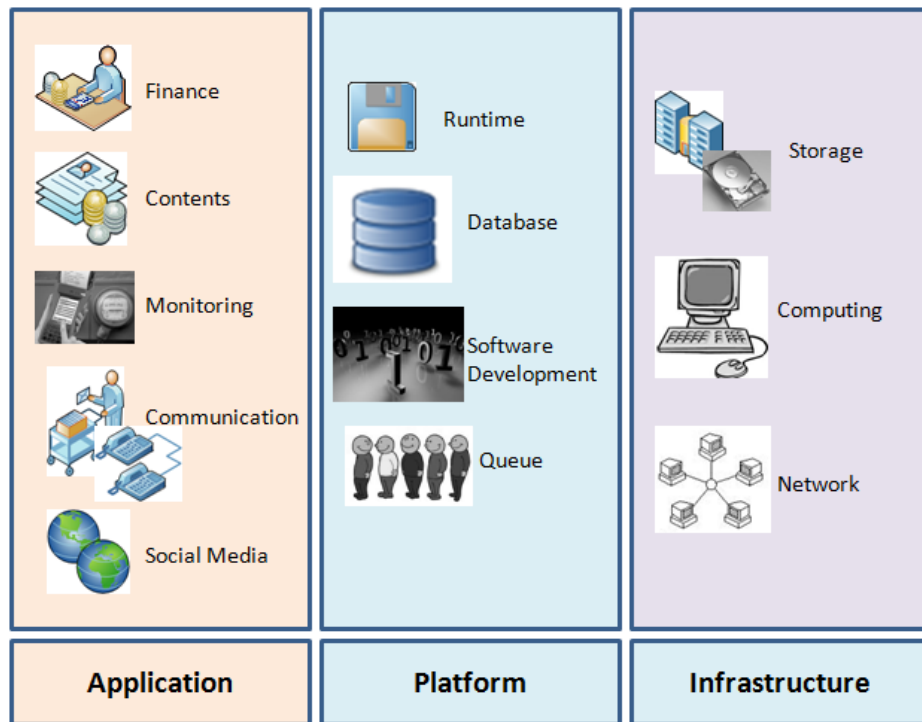 Finance
Contents
Monitoring
Communication
Social Media
Application
Runtime
Database
Software
Development
Queue
Platform
Storage
Computing
Network
Infrastructure